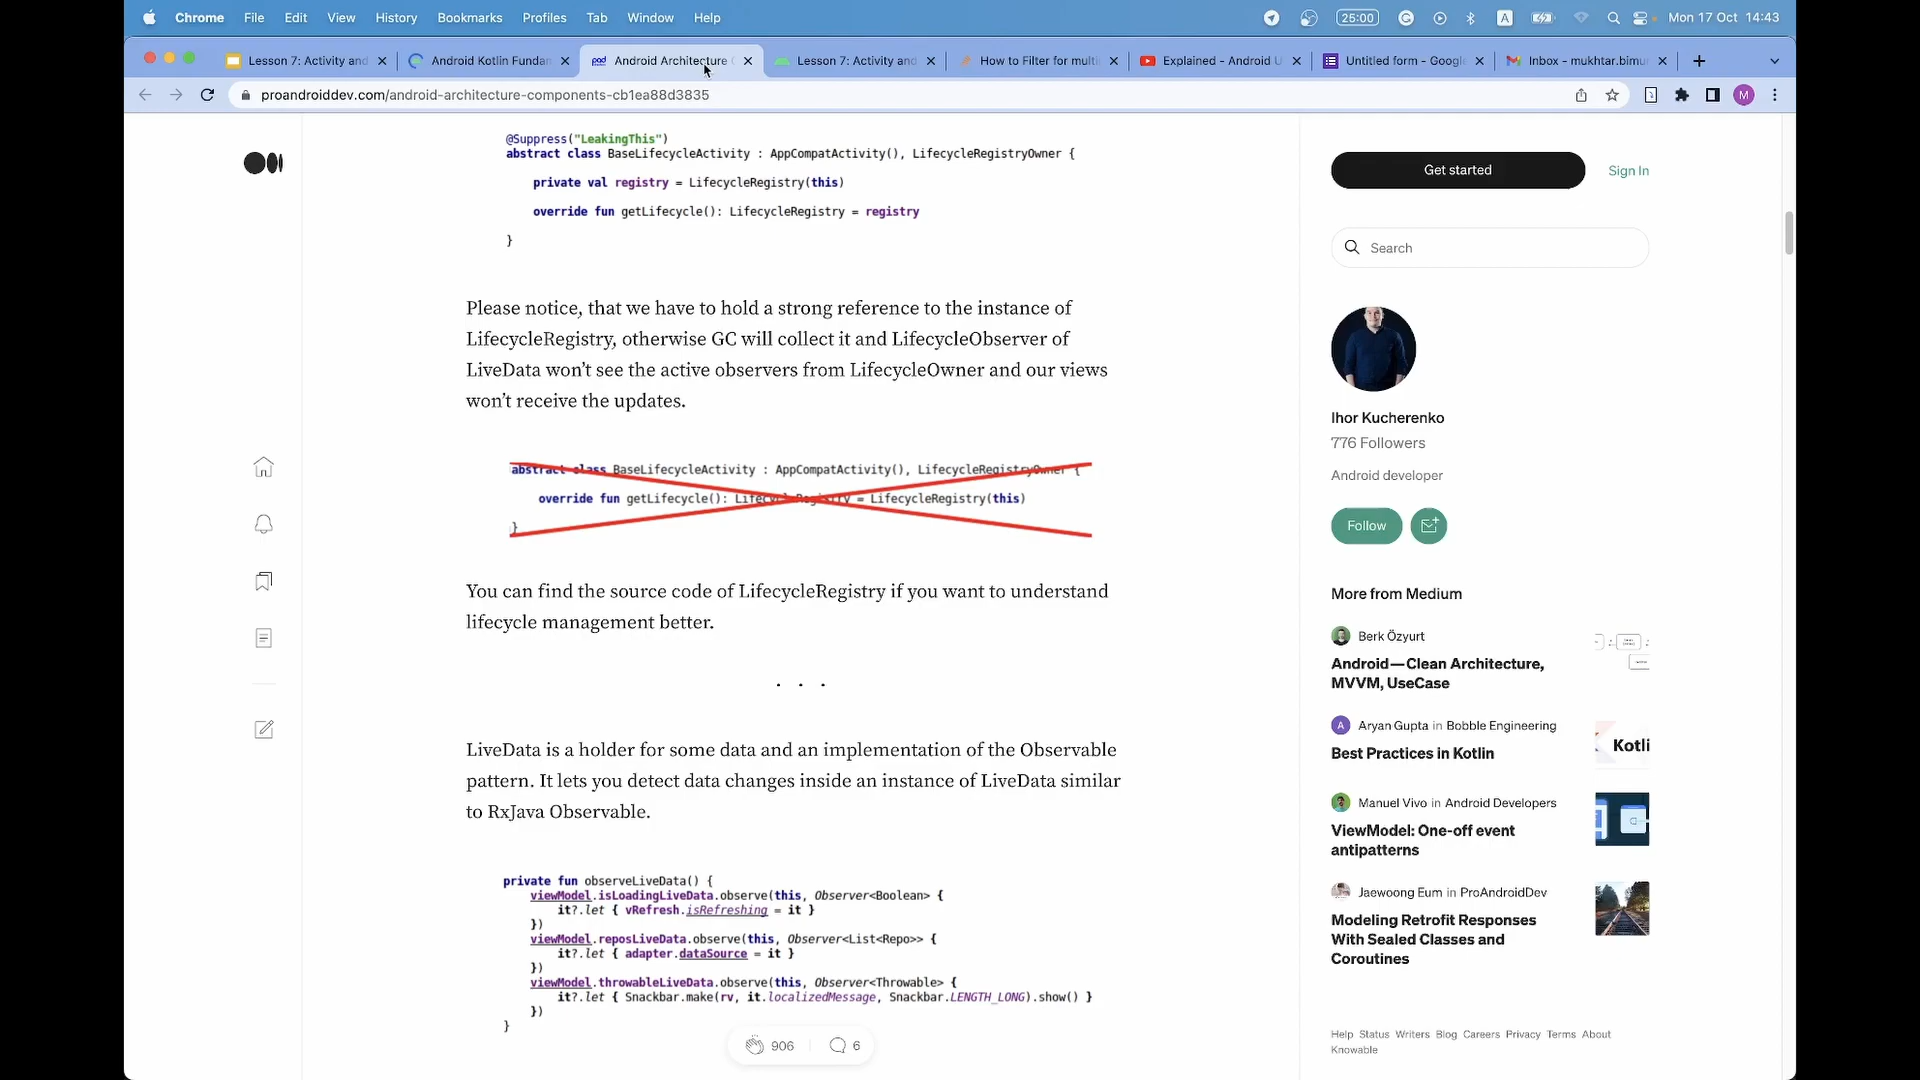 Chrome File Edit View History Bookmarks Profiles Tab Window Help 25:00 A Mon 17 Oct 14:43
Lesson 7: Activity and Android Kotlin Fundar Android Architecture Lesson 7: Activity and How to Filter for multi Explained - Android U Untitled form - Google Inbox - mukhtar.bimur
proandroiddev.com/android-architecture-components-cb1ea88d3835 M
@Suppress("LeakingThis")
abstract class BaseLifecycleActivity : AppCompatActivity(), LifecycleRegistryOwner {
private val registry = LifecycleRegistry(this)
override fun getLifecycle(): LifecycleRegistry = registry
}
Please notice, that we have to hold a strong reference to the instance of
LifecycleRegistry, otherwise GC will collect it and LifecycleObserver of
LiveData won’t see the active observers from LifecycleOwner and our views
won’t receive the updates.
abstract class BaseLifecycleActivity : AppCompatActivity(), LifecycleRegistryOwner {
override fun getLifecycle(): LifecycleRegistry = LifecycleRegistry(this)
}
You can find the source code of LifecycleRegistry if you want to understand
lifecycle management better.
. . .
LiveData is a holder for some data and an implementation of the Observable
pattern. It lets you detect data changes inside an instance of LiveData similar
to RxJava Observable.
private fun observeLiveData() {
viewModel.isLoadingLiveData.observe(this, Observer<Boolean> {
it?.let { vRefresh.isRefreshing = it }
})
viewModel.reposLiveData.observe(this, Observer<List<Repo>> {
it?.let { adapter.dataSource = it }
})
viewModel.throwableLiveData.observe(this, Observer<Throwable> {
it?.let { Snackbar.make(rv, it.localizedMessage, Snackbar.LENGTH_LONG).show() }
})
}
906 6
Get started Sign In
Search
Ihor Kucherenko
776 Followers
Android developer
Follow
More from Medium
Berk Özyurt
Android—Clean Architecture,
MVVM, UseCase
A Aryan Gupta in Bobble Engineering
Best Practices in Kotlin
Kotli
Manuel Vivo in Android Developers
ViewModel: One-off event
antipatterns
Jaewoong Eum in ProAndroidDev
Modeling Retrofit Responses
With Sealed Classes and
Coroutines
Help Status Writers Blog Careers Privacy Terms About
Knowable